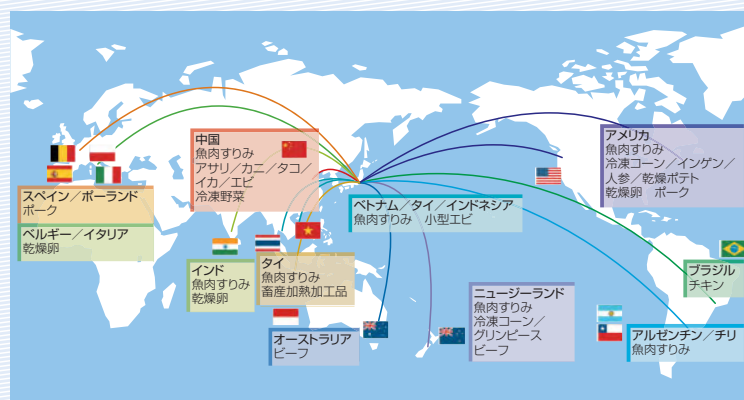 スペイン／ポーランド
ポーク
ベルギー／イタリア
乾燥卵
中国
魚肉すりみ
アサリ／カニ／タコ／
イカ／エビ
冷凍野菜
インド
魚肉すりみ
乾燥卵
タイ
魚肉すりみ
畜産加熱加工品
ベトナム／タイ／インドネシア
魚肉すりみ　小型エビ
オーストラリア
ビーフ
ニュージーランド
魚肉すりみ
冷凍コーン／
グリンピース
ビーフ
アメリカ
魚肉すりみ
冷凍コーン／インゲン／
人参／乾燥ポテト
乾燥卵　ポーク
ブラジル
チキン
アルゼンチン／チリ
魚肉すりみ